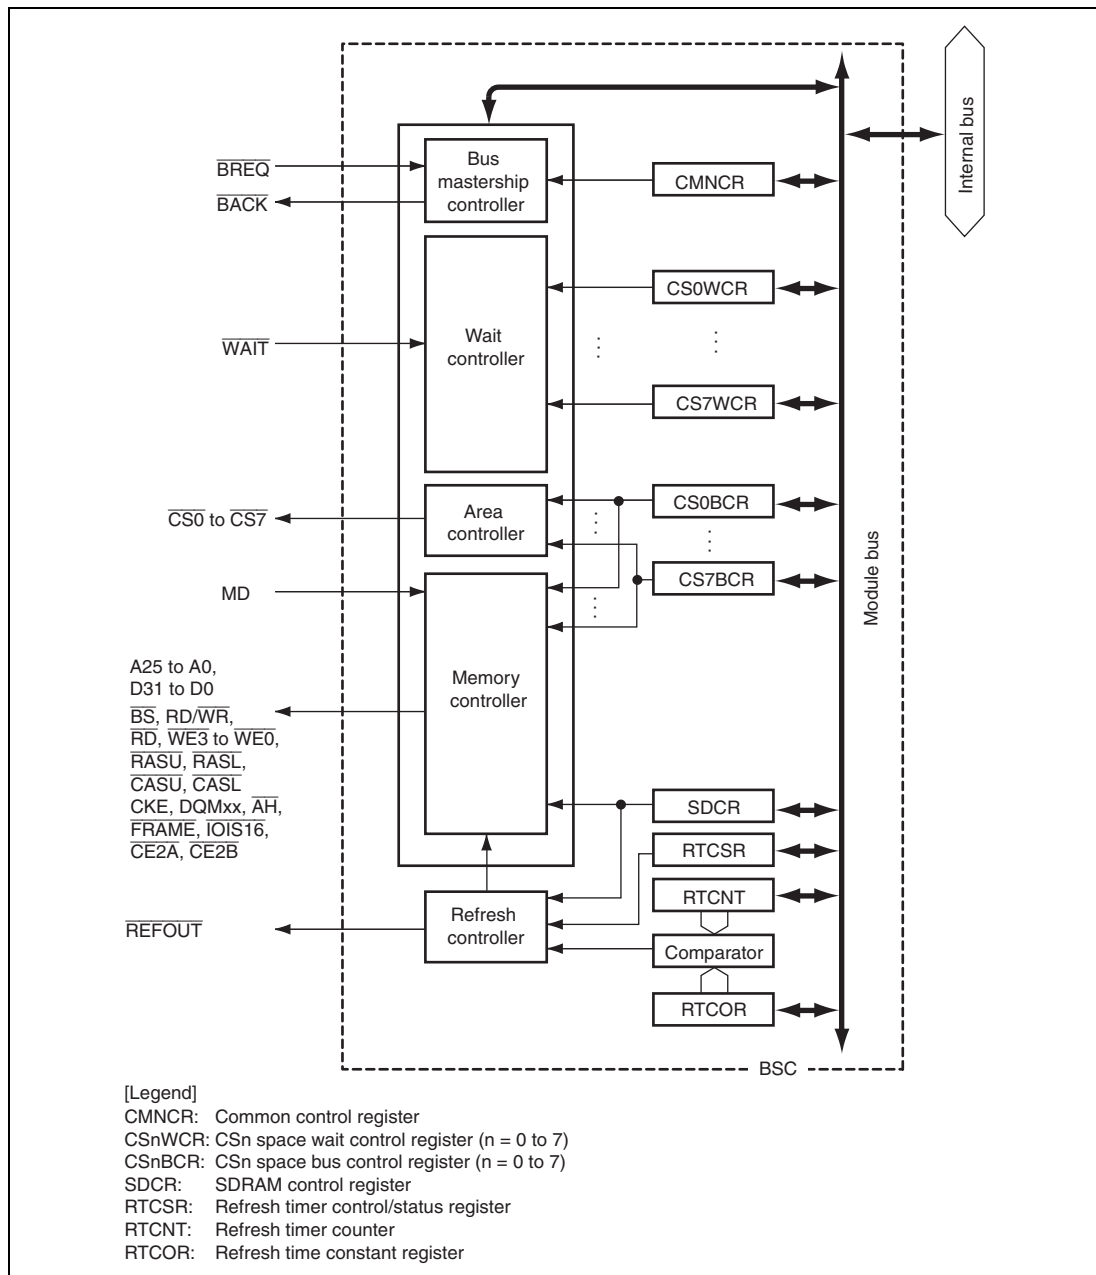 BREQ
BACK
Bus
mastership
controller
CMNCR
Internal bus
CS0WCR
WAIT
Wait
controller
CS7WCR
CS0 to CS7
Area
controller
CS0BCR
CS7BCR
Module bus
MD
A25 to A0,
D31 to D0
BS, RD/WR,
RD, WE3 to WE0,
RASU, RASL,
CASU, CASL
CKE, DQMxx, AH,
FRAME, IOIS16,
CE2A, CE2B
Memory
controller
SDCR
RTCSR
RTCNT
REFOUT
Refresh
controller
Comparator
RTCOR
BSC
[Legend]
CMNCR: Common control register
CSnWCR: CSn space wait control register (n = 0 to 7)
CSnBCR: CSn space bus control register (n = 0 to 7)
SDCR: SDRAM control register
RTCSR: Refresh timer control/status register
RTCNT: Refresh timer counter
RTCOR: Refresh time constant register